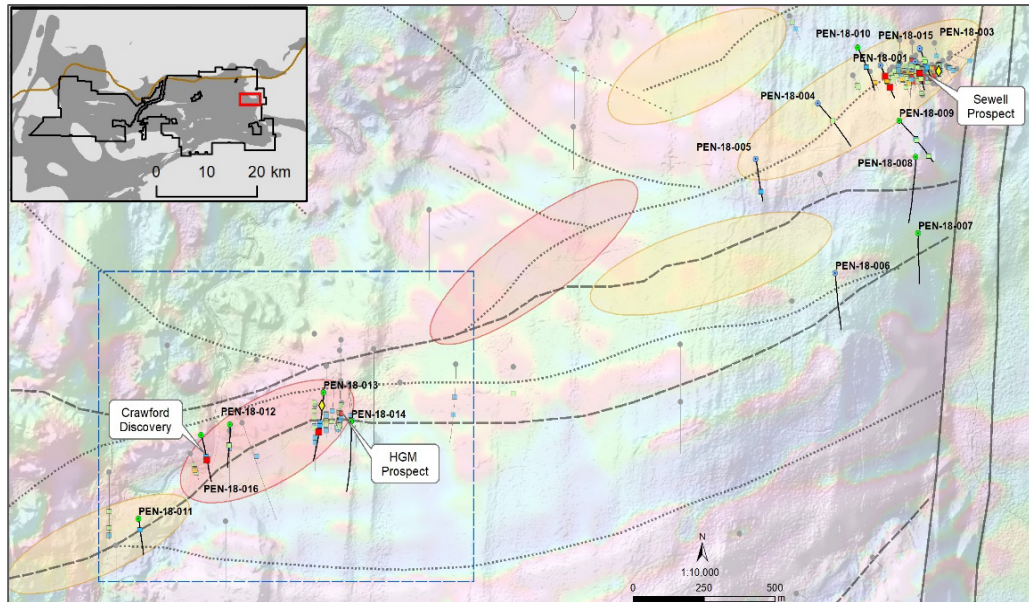 0 10 20 km
PEN-18-010
PEN-18-015
PEN-18-003
PEN-18-001
PEN-18-004
Sewell
Prospect
PEN-18-009
PEN-18-005
PEN-18-008
PEN-18-007
PEN-18-006
PEN-18-013
Crawford
Discovery
PEN-18-012
PEN-18-014
HGM
Prospect
PEN-18-016
PEN-18-011
N
1:10,000
0 250 500
m